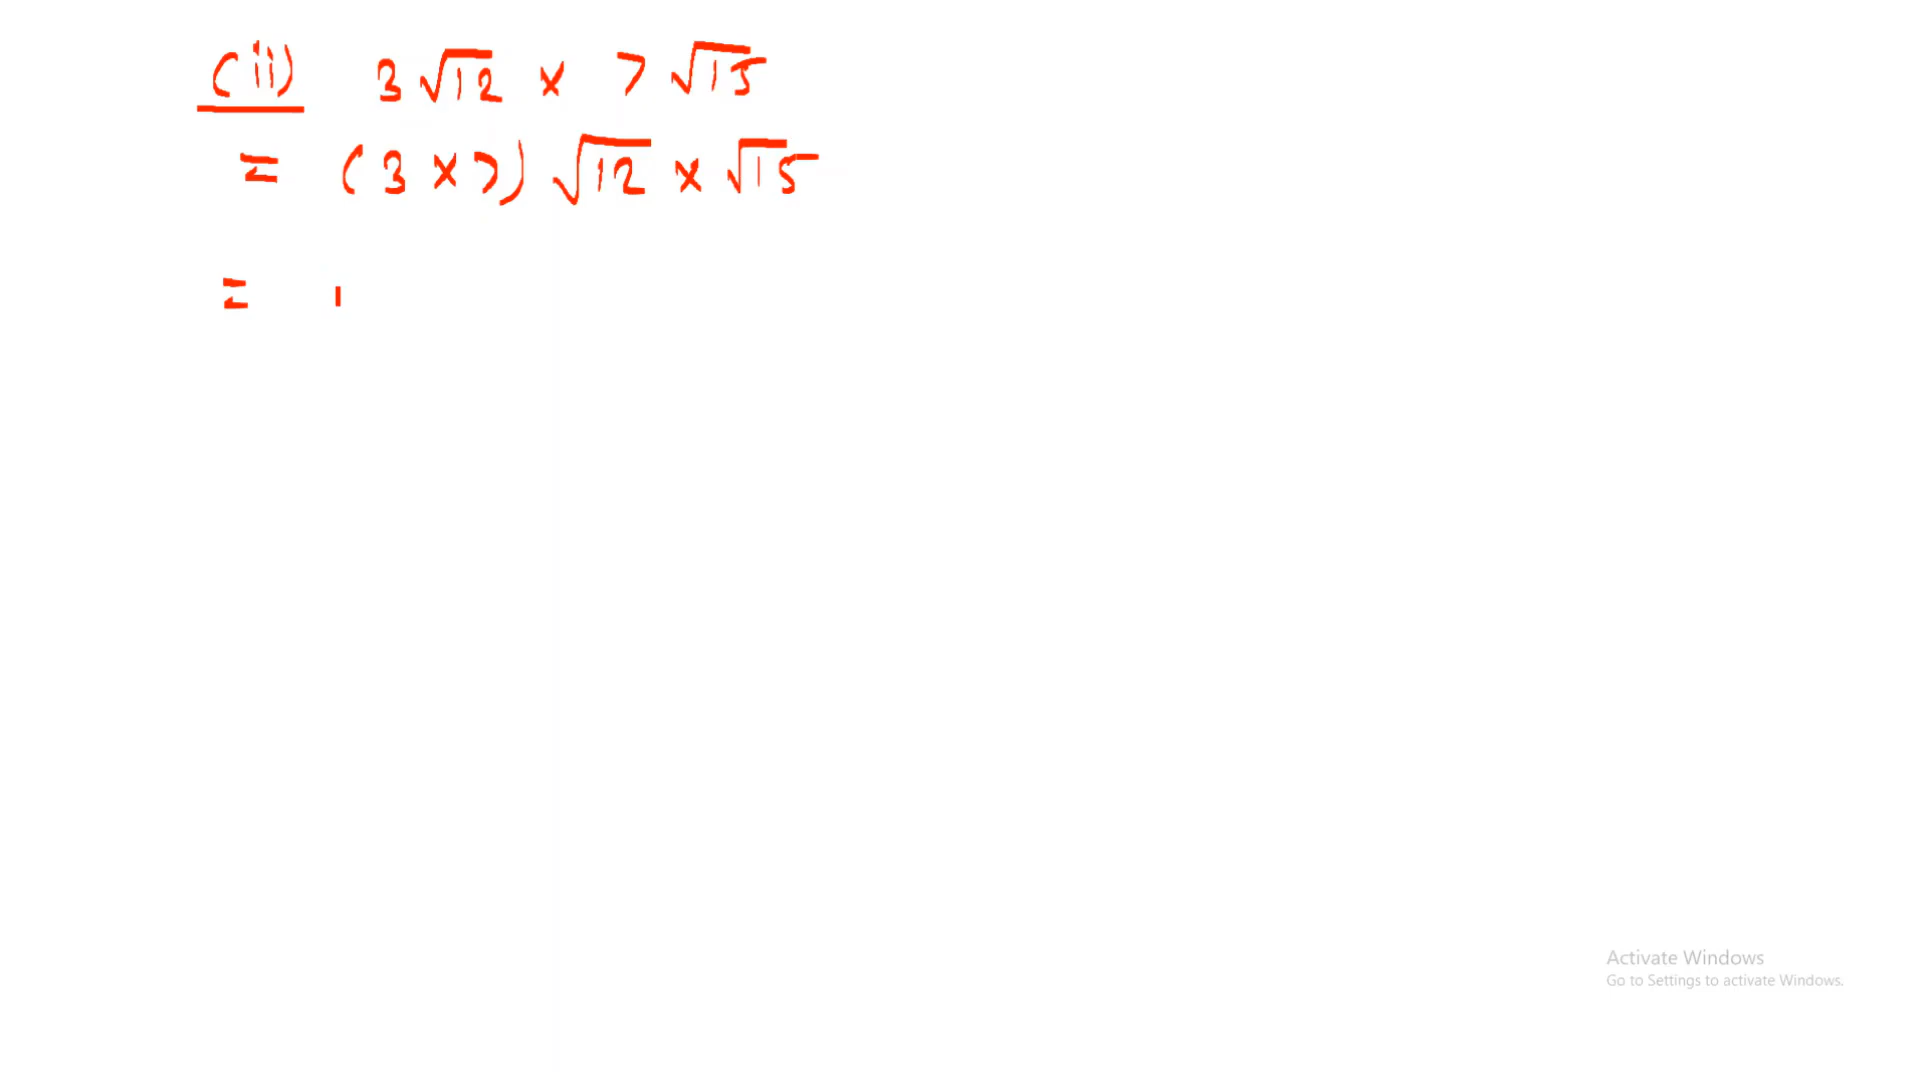 (ii) 3√12 × 7√15
= (3×7) √12 × √15
=
Activate Windows
Go to Settings to activate Windows.